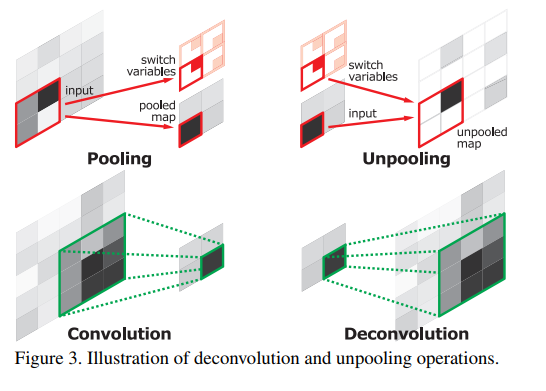 switch
variables
input
pooled
map
Pooling
switch
variables
input
unpooled
map
Unpooling
Convolution
Deconvolution
Figure 3. Illustration of deconvolution and unpooling operations.